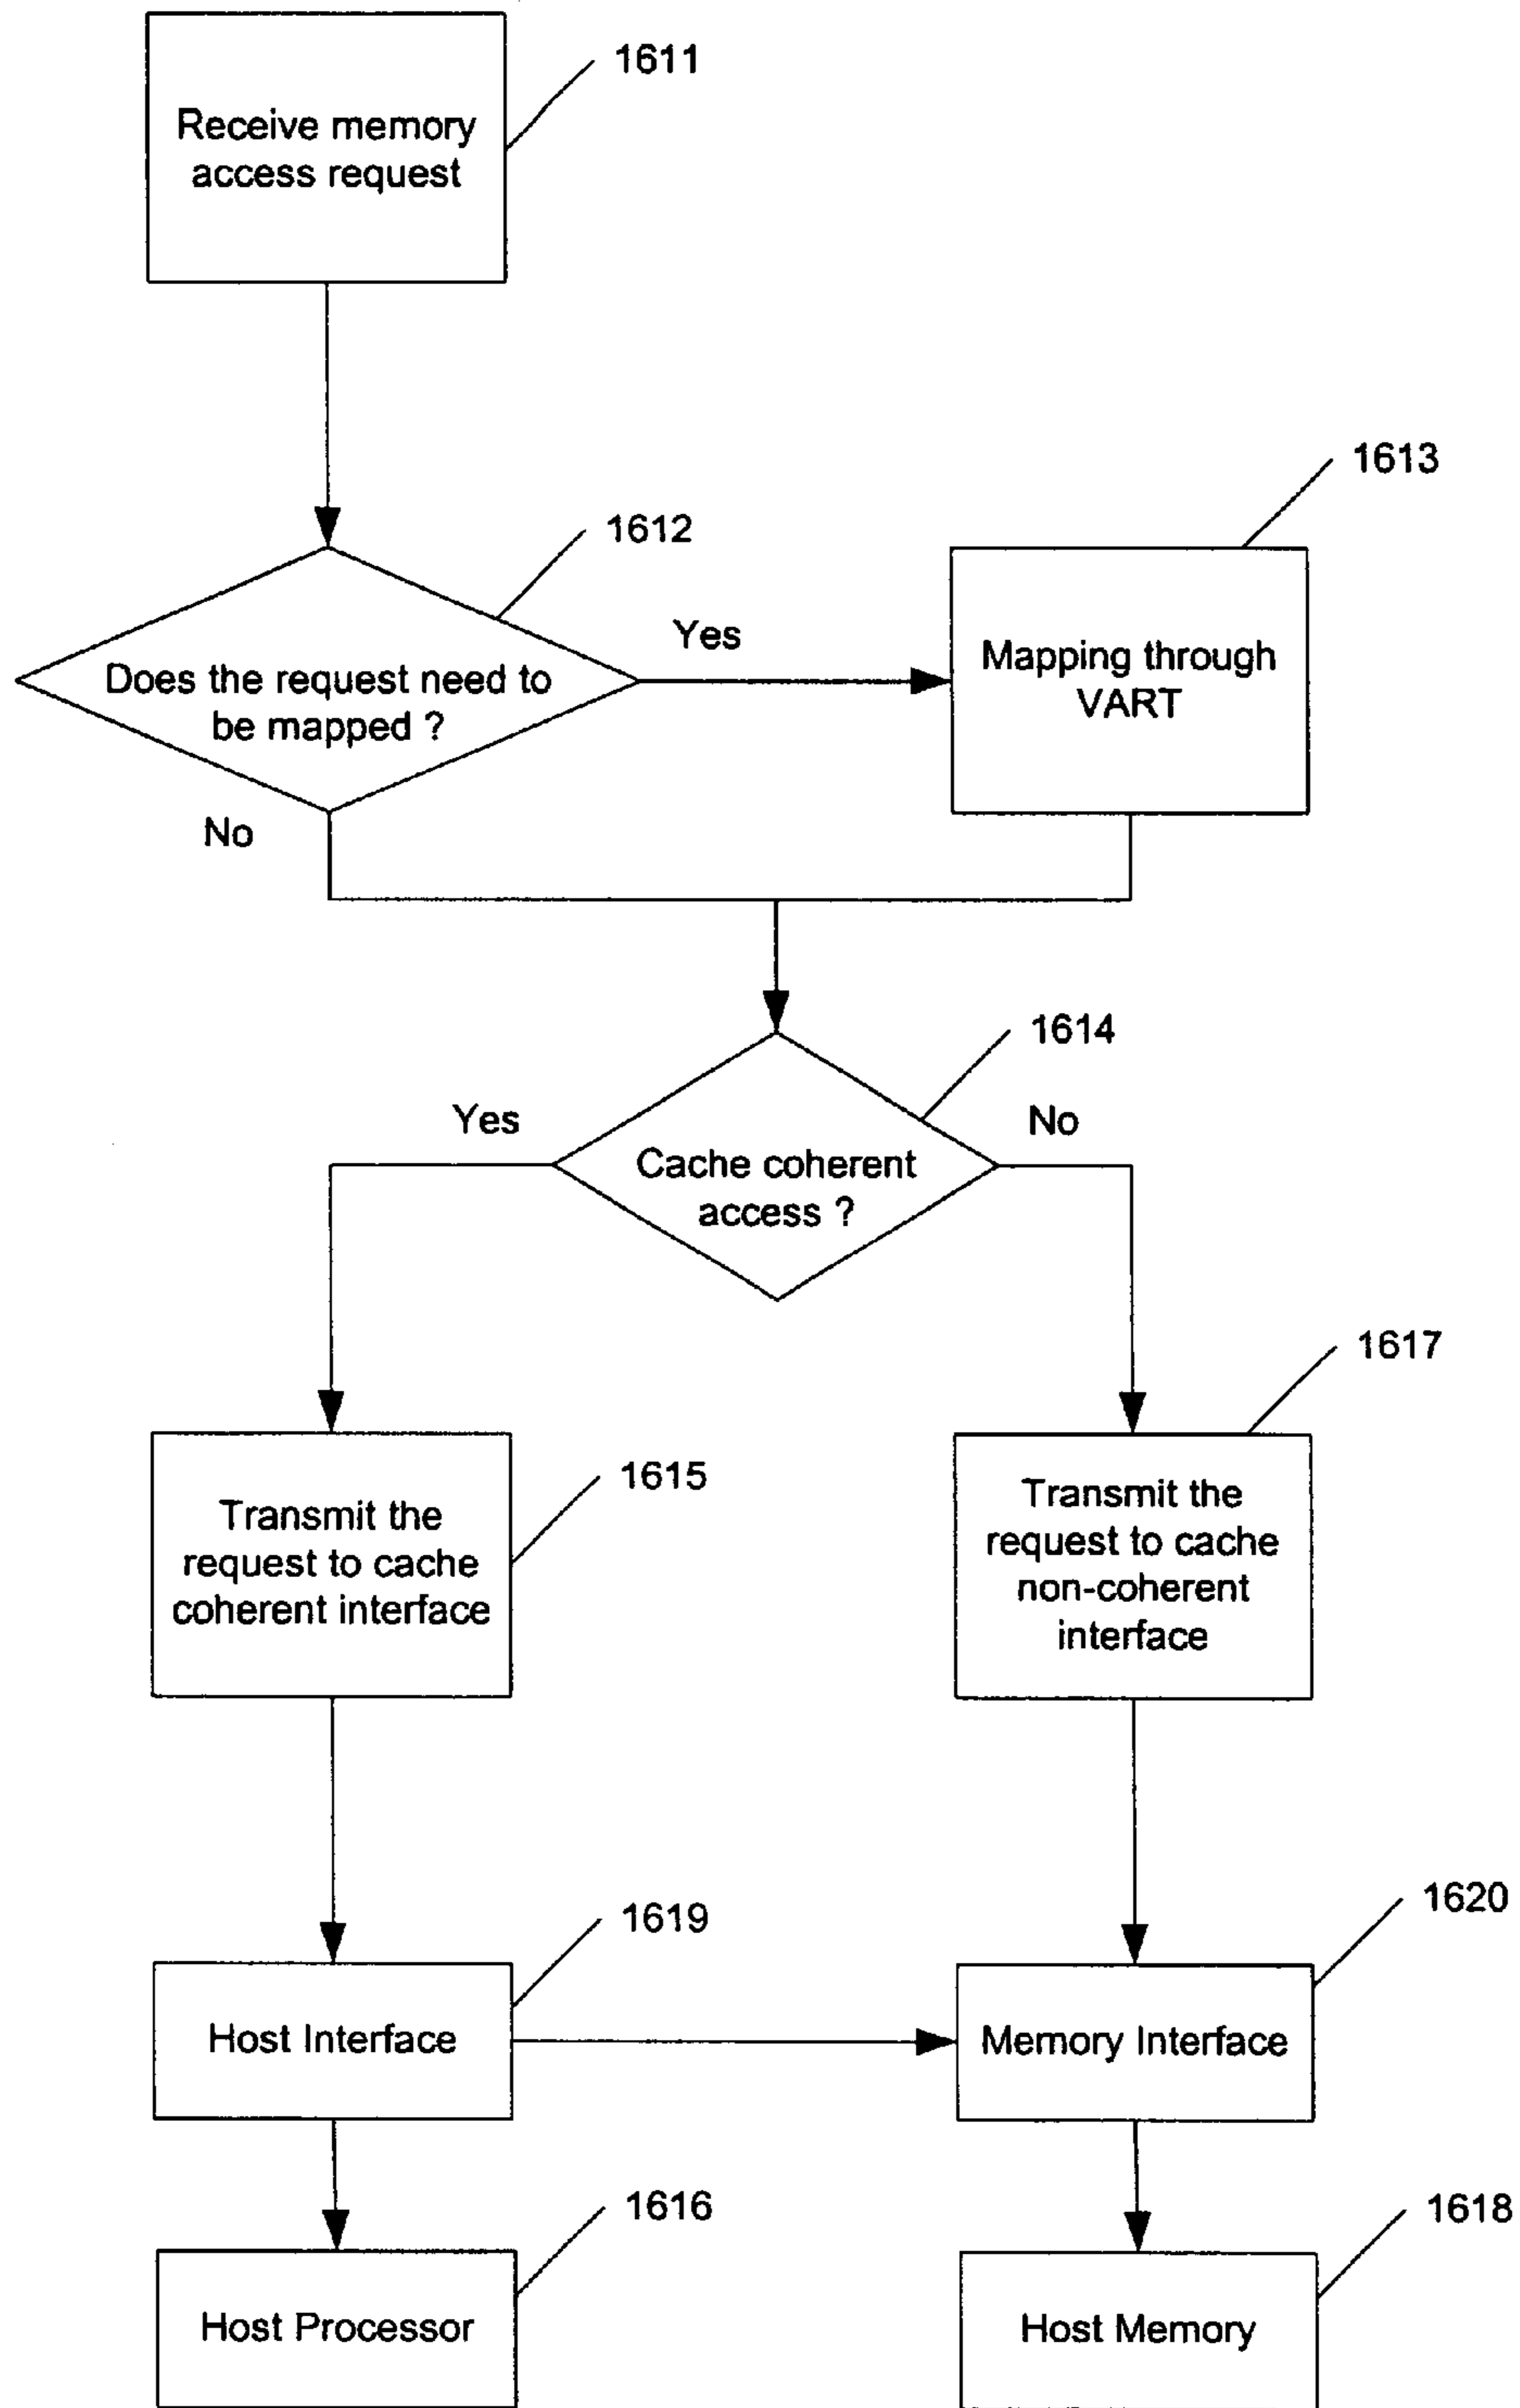 1611
Receive memory
access request
1613
1612
Yes
Does the request need to
be mapped ?
Mapping through
VART
No
1614
Yes
No
Cache coherent
access ?
1617
1615
Transmit the
request to cache
coherent interface
Transmit the
request to cache
non-coherent
interface
1619
1620
Host Interface
Memory Interface
1616
1618
Host Processor
Host Memory